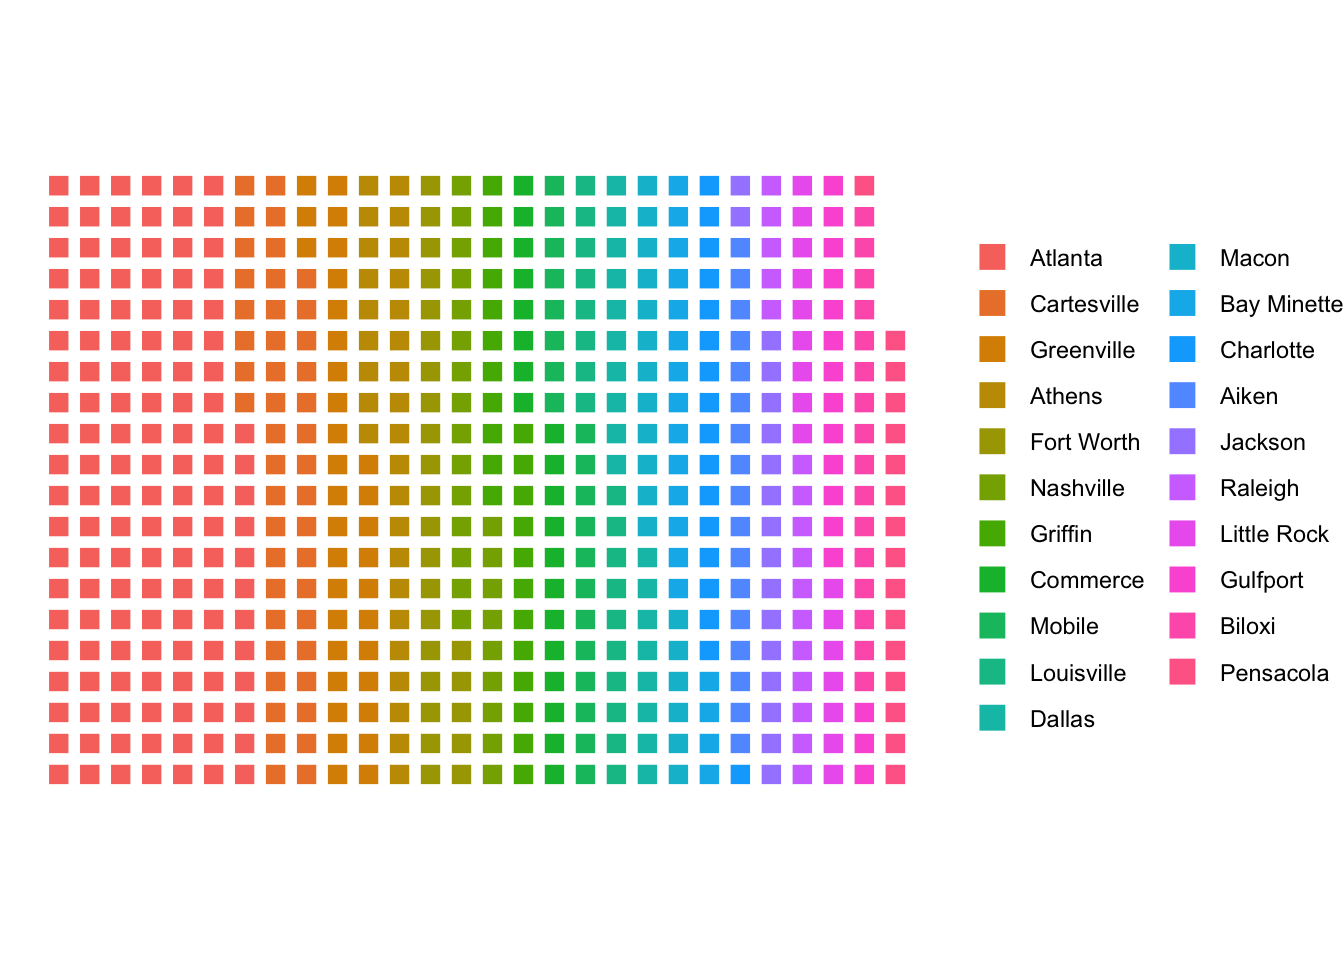 Atlanta
Cartesville
Greenville
Athens
Fort Worth
Nashville
Griffin
Commerce
Mobile
Louisville
Dallas
Macon
Bay Minette
Charlotte
Aiken
Jackson
Raleigh
Little Rock
Gulfport
Biloxi
Pensacola